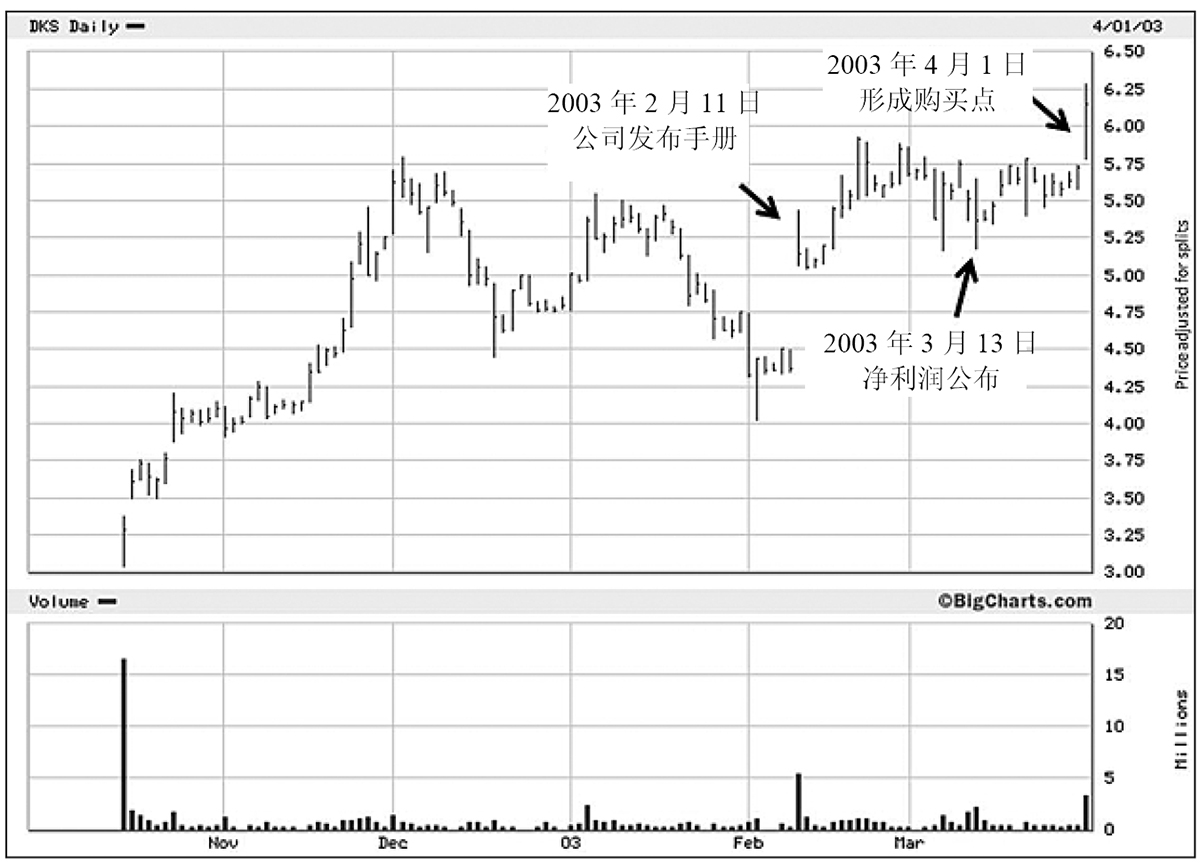 DKS Daily
4/01/03
6.50
6.25
6.00
5.75
5.50
5.25
5.00
4.75
4.50
4.25
4.00
3.75
3.50
3.25
3.00
Price adjusted for splits
2003 年 2 月 11 日
公司发布手册
2003 年 4 月 1 日
形成购买点
2003 年 3 月 13 日
净利润公布
Volume
©BigCharts.com
20
15
10
5
0
Millions
Nov
Dec
03
Feb
Mar